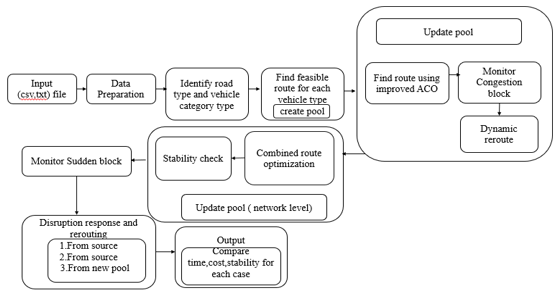 Update pool
Input
(csv,txt) file
Data
Preparation
Identify road
type and vehicle
category type
Find feasible
route for each
vehicle type
create pool
Find route using
improved ACO
Monitor
Congestion
block
Dynamic
reroute
Monitor Sudden block
Stability check
Combined route
optimization
Update pool ( network level)
Disruption response and
rerouting
1.From source
2.From source
3.From new pool
Output
Compare
time,cost,stability for
each case